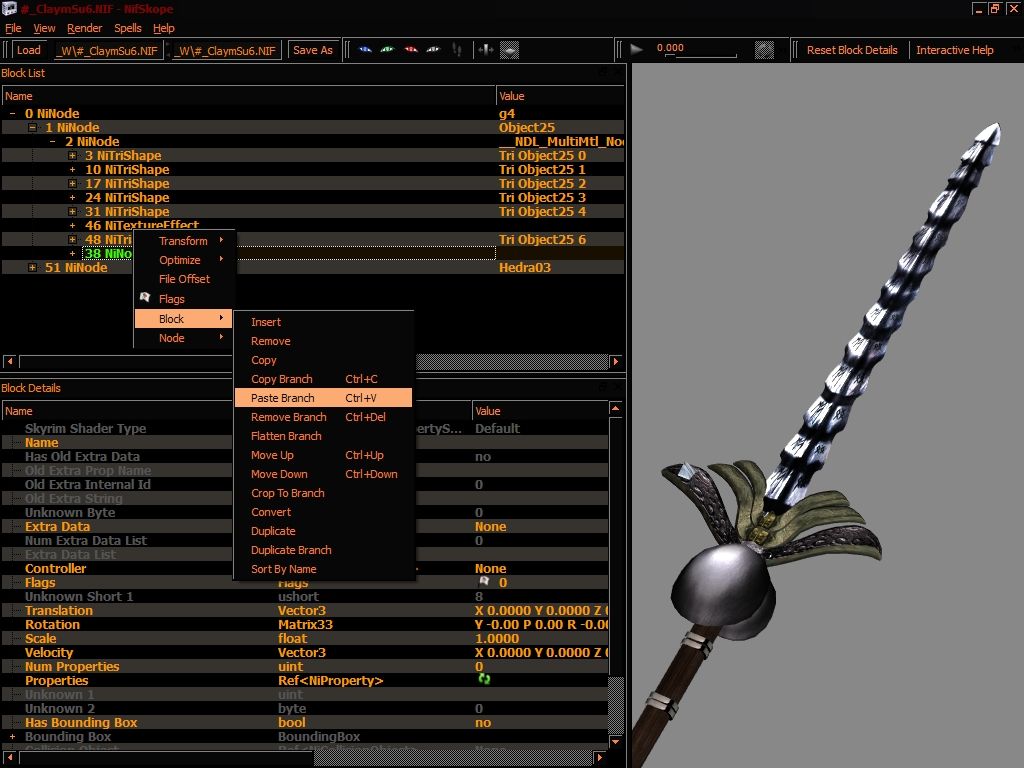 #_ClaymSu6.NIF - NifSkope
File View Render Spells Help
Load _W\#_ClaymSu6.NIF _W\#_ClaymSu6.NIF Save As 0.000 Reset Block Details Interactive Help
Block List
Name Value
0 NiNode g4
1 NiNode Object25
2 NiNode __NDL_MultiMtl_Noo
3 NiTriShape Tri Object25 0
10 NiTriShape Tri Object25 1
17 NiTriShape Tri Object25 2
24 NiTriShape Tri Object25 3
31 NiTriShape Tri Object25 4
46 NiTextureEffect
48 NiTri Tri Object25 6
38 NiNo
51 NiNode Hedra03
Transform
Optimize
File Offset
Flags
Block
Node
Insert
Remove
Copy
Copy Branch Ctrl+C
Paste Branch Ctrl+V
Remove Branch Ctrl+Del
Flatten Branch
Move Up Ctrl+Up
Move Down Ctrl+Down
Crop To Branch
Convert
Duplicate
Duplicate Branch
Sort By Name
Block Details
Name Value
Skyrim Shader Type pertyS... Default
Name
Has Old Extra Data no
Old Extra Prop Name
Old Extra Internal Id 0
Old Extra String
Unknown Byte 0
Extra Data None
Num Extra Data List 0
Extra Data List
Controller None
Flags Flags 0
Unknown Short 1 ushort 8
Translation Vector3 X 0.0000 Y 0.0000 Z
Rotation Matrix33 Y -0.00 P 0.00 R -0.00
Scale float 1.0000
Velocity Vector3 X 0.0000 Y 0.0000 Z
Num Properties uint 0
Properties Ref<NiProperty>
Unknown 1 uint
Unknown 2 byte 0
Has Bounding Box bool no
Bounding Box BoundingBox
Collision Object Ref<NiCollisionObject>